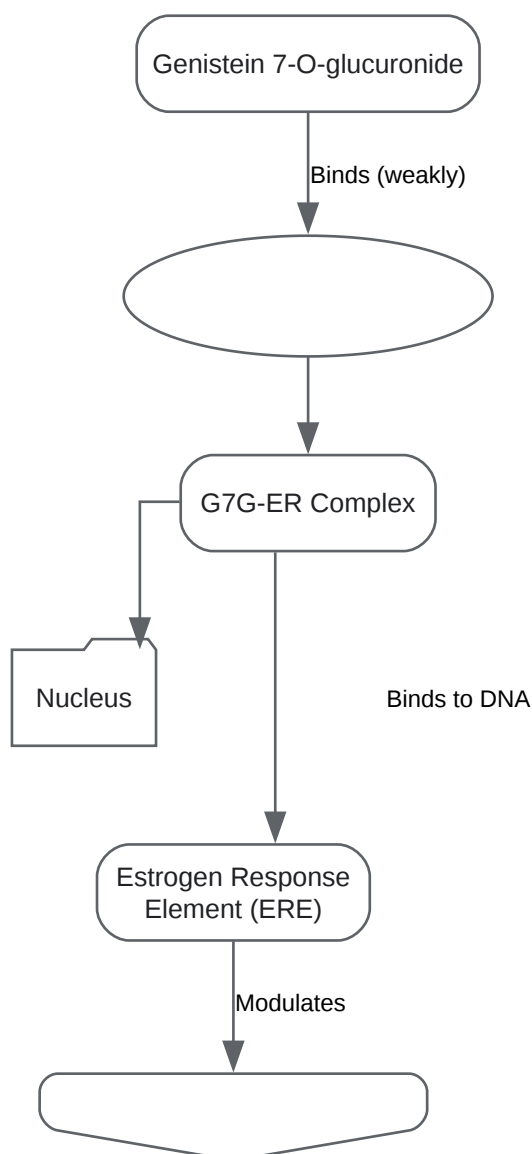 Genistein 7-O-glucuronide
Binds (weakly)
G7G-ER Complex
Nucleus
Binds to DNA
Estrogen Response
Element (ERE)
Modulates